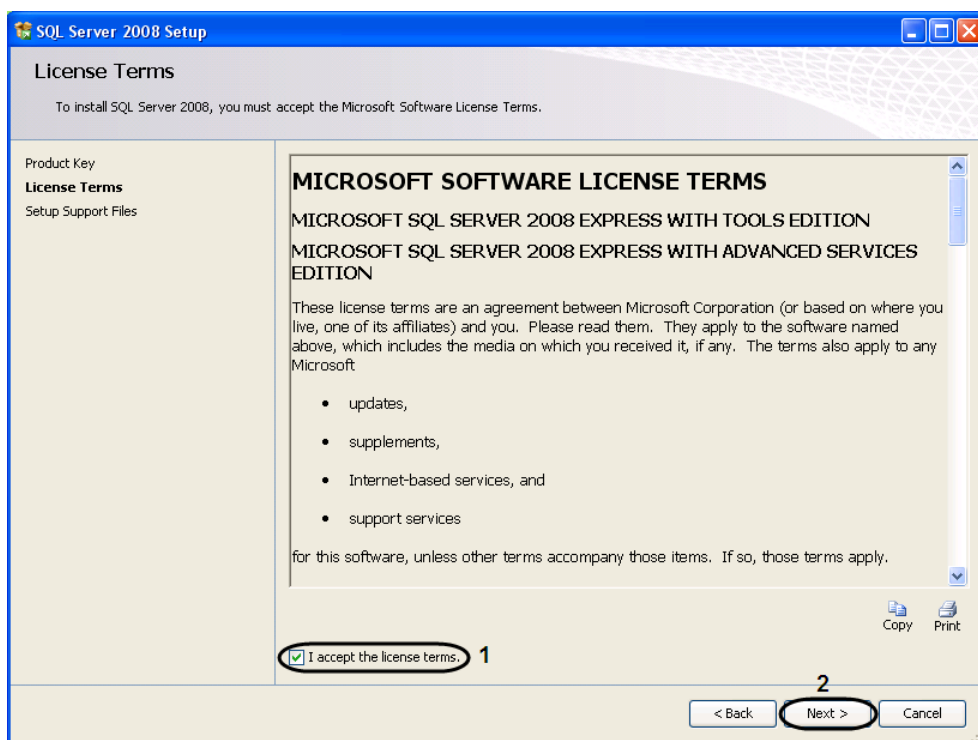 SQL Server 2008 Setup
License Terms
To install SQL Server 2008, you must accept the Microsoft Software License Terms.
Product Key
License Terms
Setup Support Files
MICROSOFT SOFTWARE LICENSE TERMS
MICROSOFT SQL SERVER 2008 EXPRESS WITH TOOLS EDITION
MICROSOFT SQL SERVER 2008 EXPRESS WITH ADVANCED SERVICES
EDITION
These license terms are an agreement between Microsoft Corporation (or based on where you
live, one of its affiliates) and you.  Please read them.  They apply to the software named
above, which includes the media on which you received it, if any.  The terms also apply to any
Microsoft
• updates,
• supplements,
• Internet-based services, and
• support services
for this software, unless other terms accompany those items.  If so, those terms apply.
Copy Print
I accept the license terms. 1
2
< Back Next > Cancel